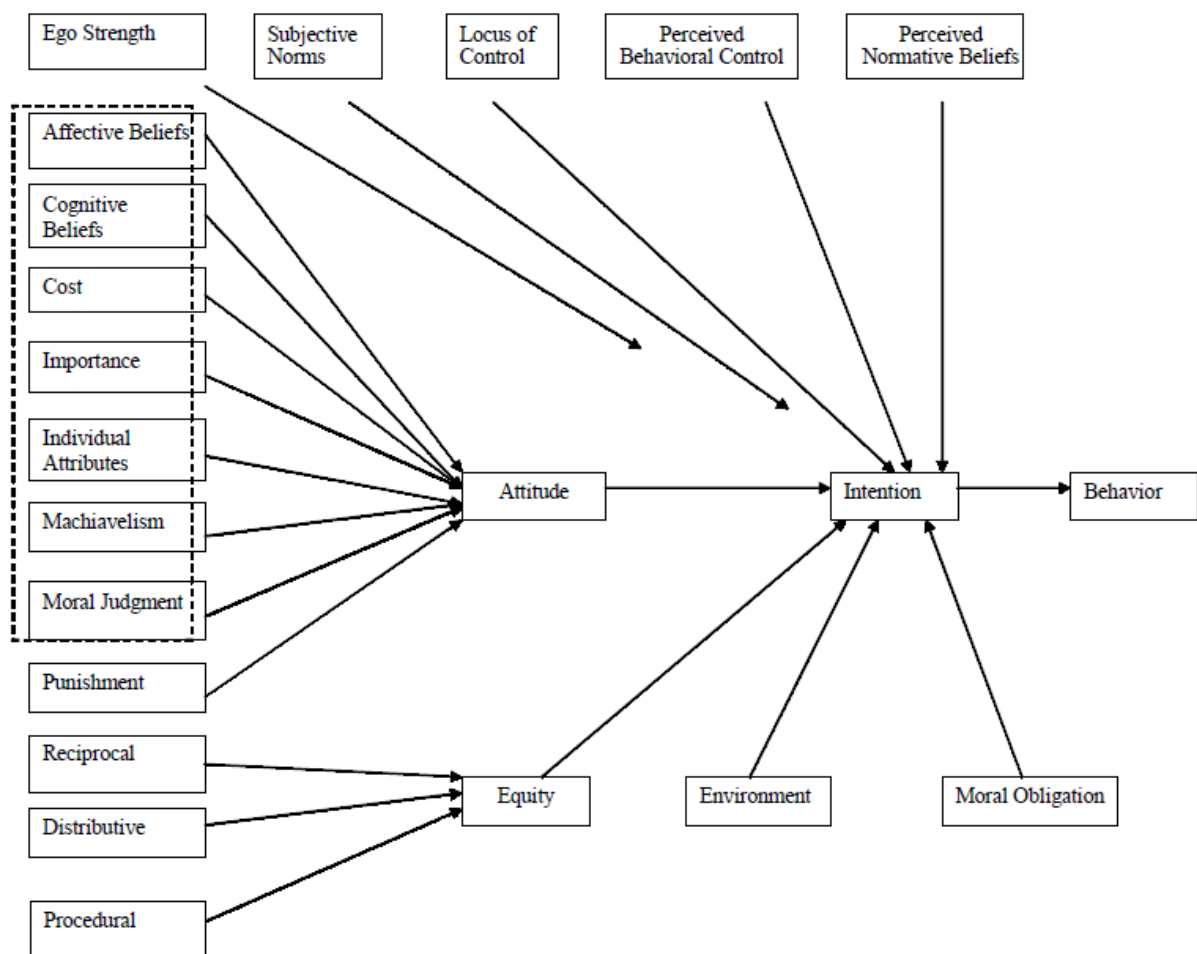 Ego Strength
Subjective
Norms
Locus of
Control
Perceived
Behavioral Control
Perceived
Normative Beliefs
Affective Beliefs
Cognitive
Beliefs
Cost
Importance
Individual
Attributes
Machiavelism
Moral Judgment
Punishment
Reciprocal
Distributive
Procedural
Attitude
Intention
Behavior
Equity
Environment
Moral Obligation